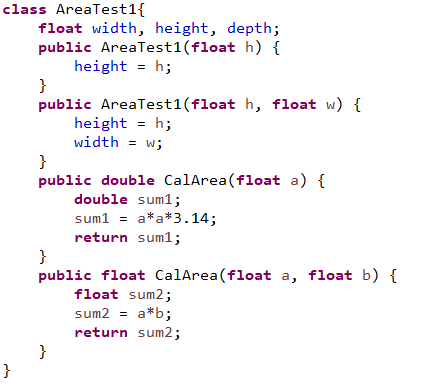 class AreaTest1{
    float width, height, depth;
    public AreaTest1(float h) {
        height = h;
    }
    public AreaTest1(float h, float w) {
        height = h;
        width = w;
    }
    public double CalArea(float a) {
        double sum1;
        sum1 = a*a*3.14;
        return sum1;
    }
    public float CalArea(float a, float b) {
        float sum2;
        sum2 = a*b;
        return sum2;
    }
}